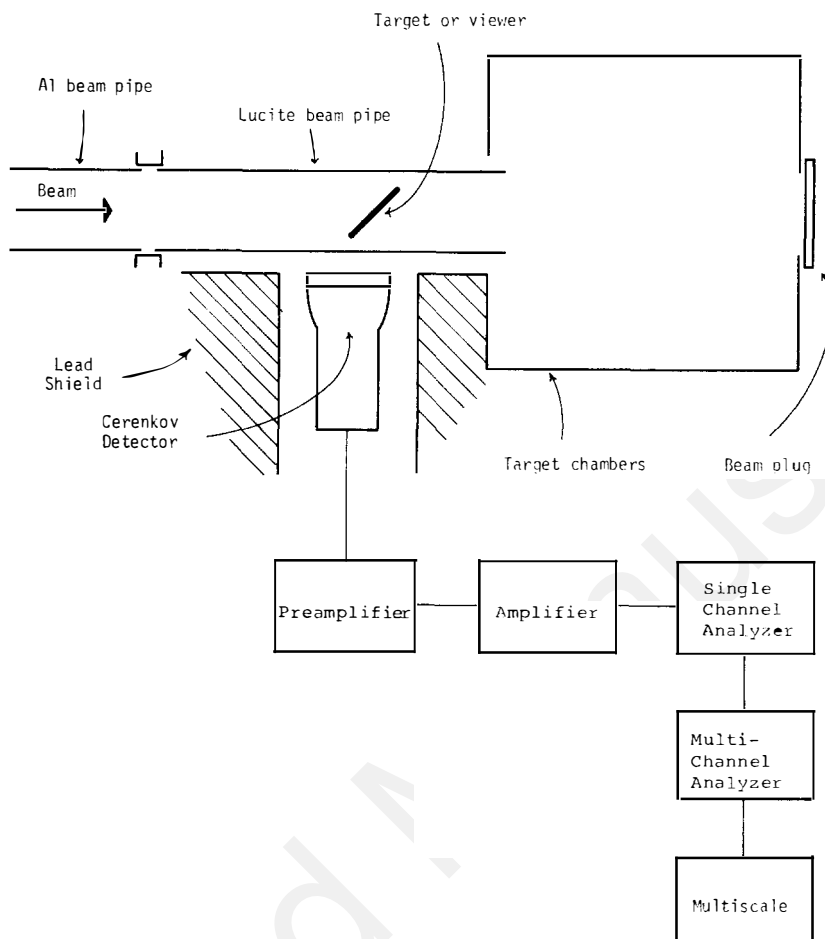 Target or viewer
Al beam pipe
Lucite beam pipe
Beam
Lead
Shield
Cerenkov
Detector
Target chambers
Beam plug
Preamplifier
Amplifier
Single
Channel
Analyzer
Multi-
Channel
Analyzer
Multiscale